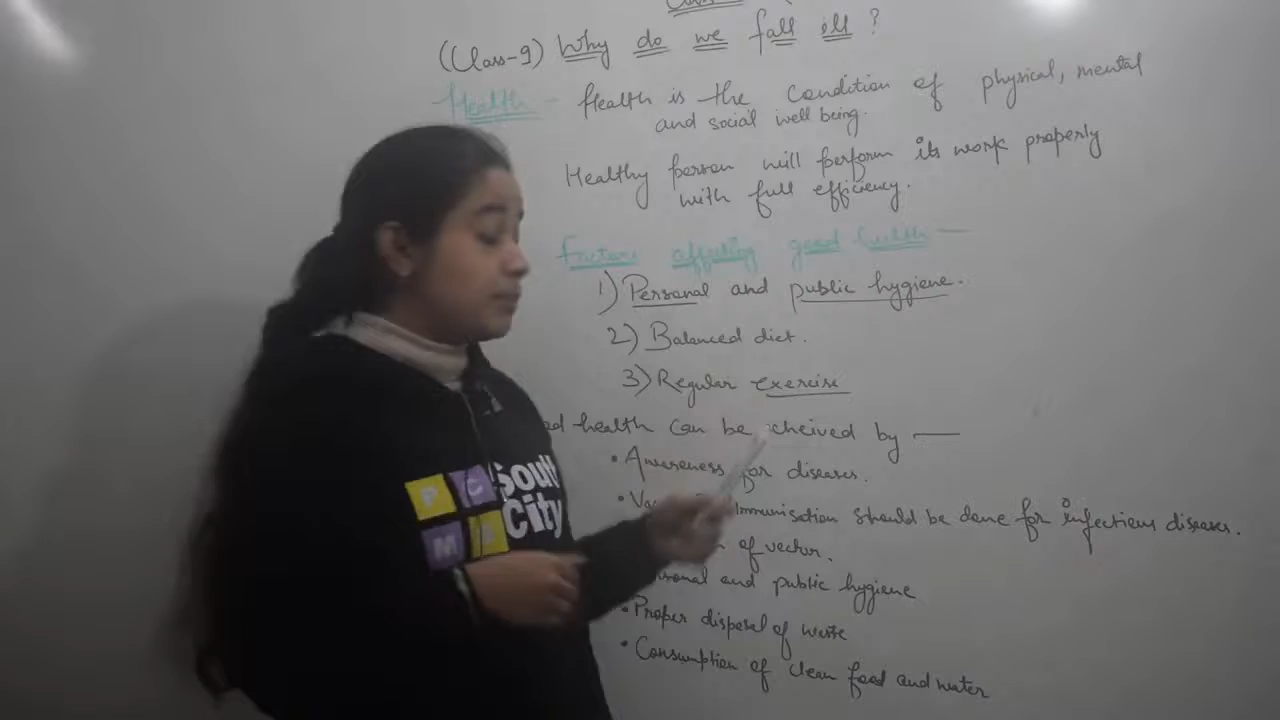 (Class-9) Why do we fall ill ?
Health - Health is the condition of physical, mental
and social well being.
Healthy person will perform its work properly
with full efficiency.
Factors affecting good health —
1) Personal and public hygiene.
2) Balanced diet.
3) Regular exercise
health can be acheived by —
• Awareness for diseases.
• Immunisation should be done for infectious diseases.
of vector.
and public hygiene
• Proper disposal of waste
• Consumption of clean food and water
South
City
P C
M